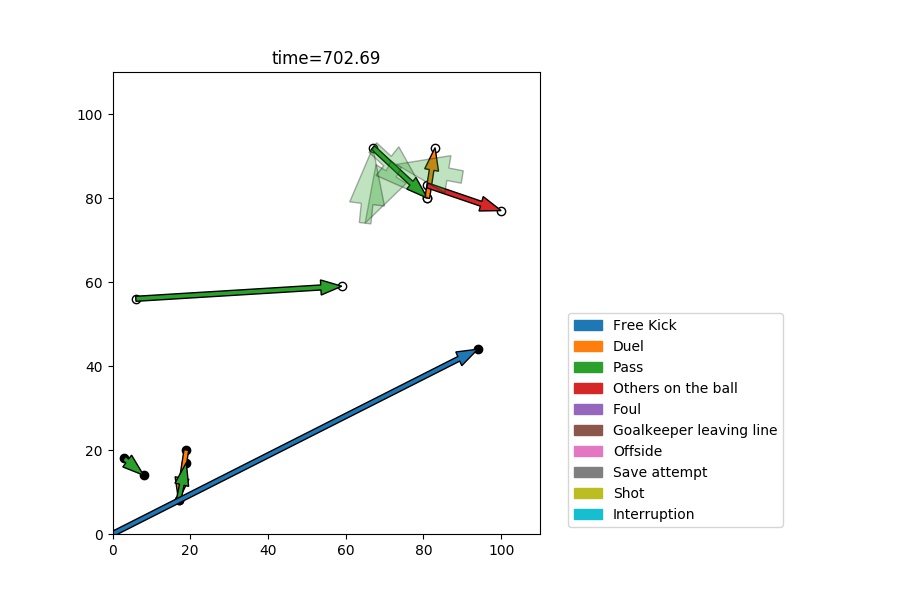 time=702.69
100
80
60
40
20
0
0 20 40 60 80 100
Free Kick
Duel
Pass
Others on the ball
Foul
Goalkeeper leaving line
Offside
Save attempt
Shot
Interruption